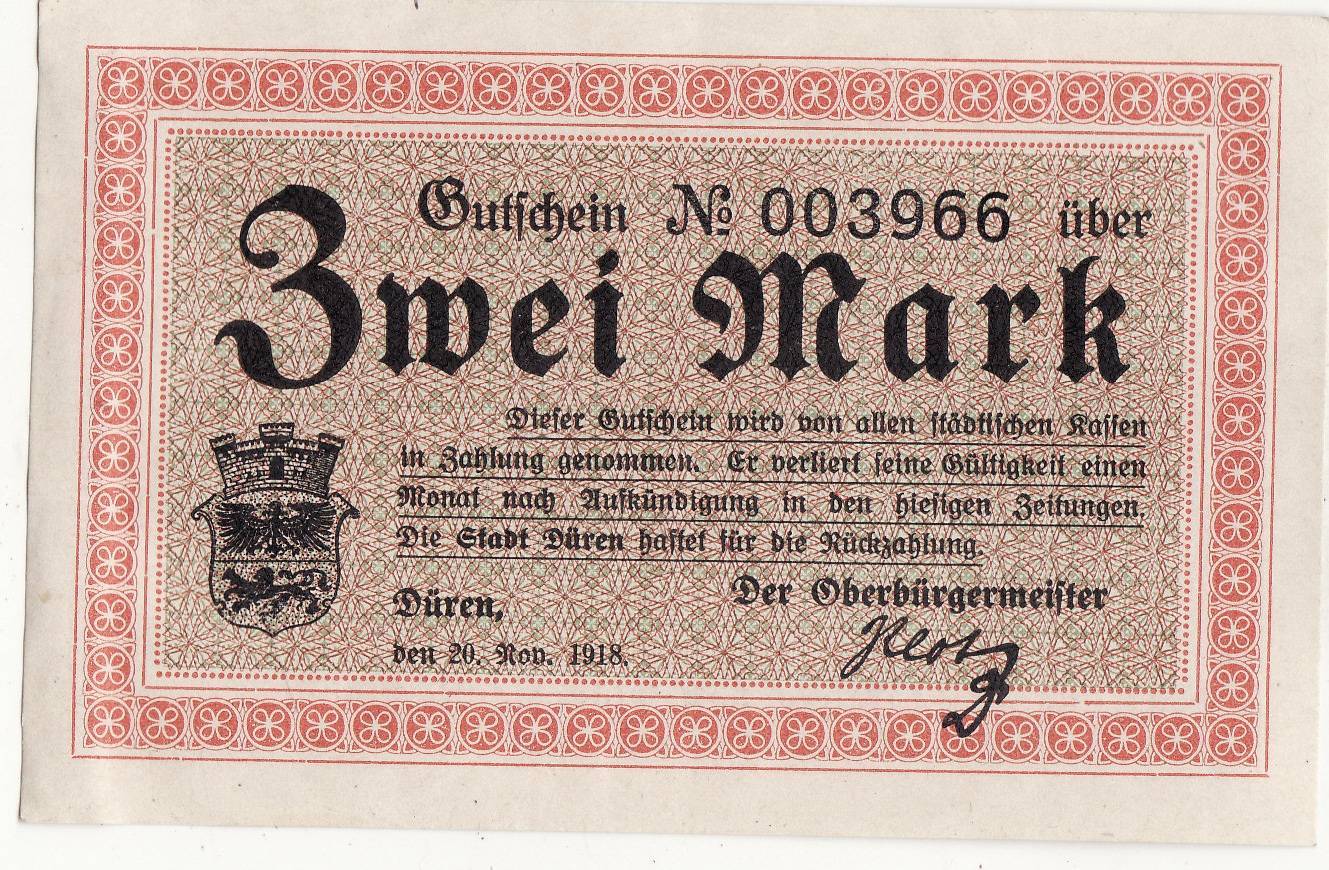 Gutschein № 003966 über
Zwei Mark
Dieser Gutschein wird von allen städtischen Kassen
in Zahlung genommen. Er verliert seine Gültigkeit einen
Monat nach Aufkündigung in den hiesigen Zeitungen.
Die Stadt Düren haftet für die Rückzahlung.
Der Oberbürgermeister
Düren,
den 20. Nov. 1918.
Klotz